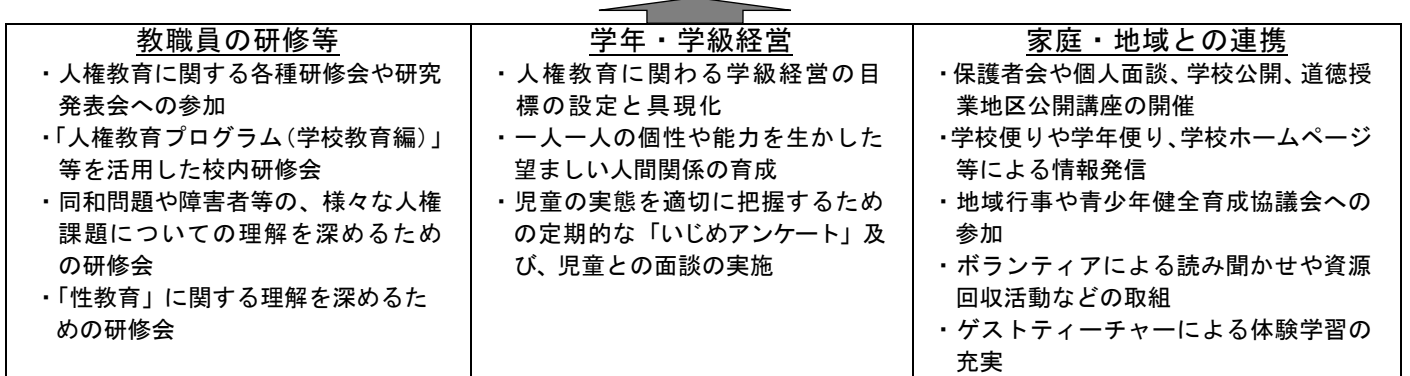 教職員の研修等
・人権教育に関する各種研修会や研究
発表会への参加
・「人権教育プログラム(学校教育編)」
等を活用した校内研修会
・同和問題や障害者等の、様々な人権
課題についての理解を深めるため
の研修会
・「性教育」に関する理解を深めるた
めの研修会
学年・学級経営
・人権教育に関わる学級経営の目
標の設定と具現化
・一人一人の個性や能力を生かした
望ましい人間関係の育成
・児童の実態を適切に把握するため
の定期的な「いじめアンケート」及
び、児童との面談の実施
家庭・地域との連携
・保護者会や個人面談、学校公開、道徳授
業地区公開講座の開催
・学校便りや学年便り、学校ホームページ
等による情報発信
・地域行事や青少年健全育成協議会への
参加
・ボランティアによる読み聞かせや資源
回収活動などの取組
・ゲストティーチャーによる体験学習の
充実